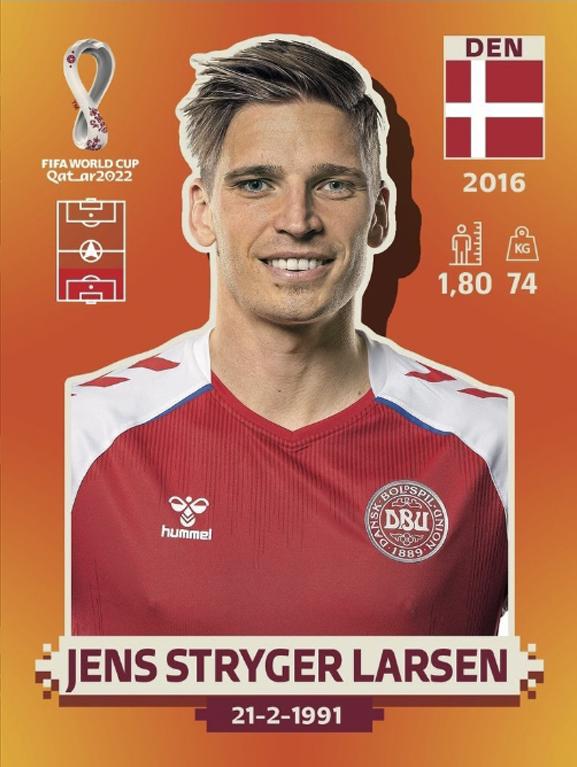 DEN
FIFA WORLD CUP
Qatar2022
2016
KG
1,80 74
hummel
DANSK BOLDSPIL-UNION
DBU
1889
JENS STRYGER LARSEN
21-2-1991